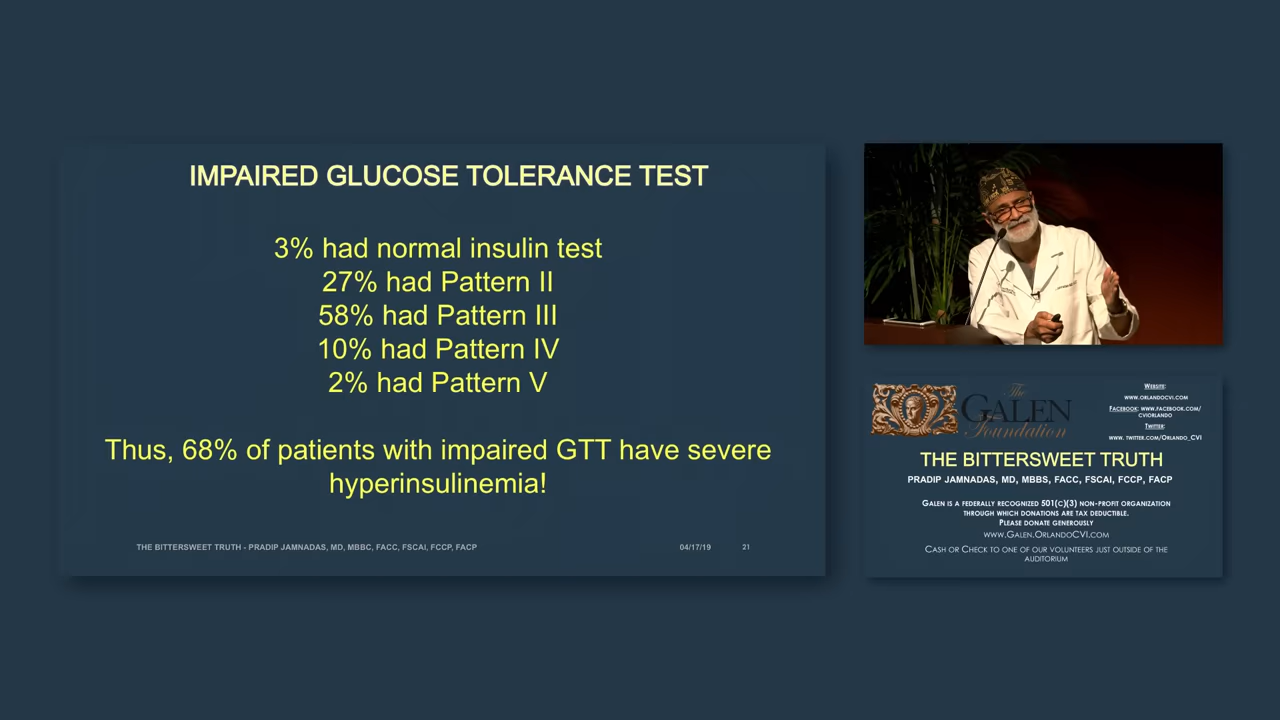 IMPAIRED GLUCOSE TOLERANCE TEST
3% had normal insulin test
27% had Pattern II
58% had Pattern III
10% had Pattern IV
2% had Pattern V
Thus, 68% of patients with impaired GTT have severe
hyperinsulinemia!
THE BITTERSWEET TRUTH - PRADIP JAMNADAS, MD, MBBC, FACC, FSCAI, FCCP, FACP
04/17/19
21
The
GALEN
Foundation
WEBSITE:
WWW.ORLANDOCVI.COM
FACEBOOK: WWW.FACEBOOK.COM/
CVIORLANDO
TWITTER:
WWW. TWITTER.COM/ORLANDO_CVI
THE BITTERSWEET TRUTH
PRADIP JAMNADAS, MD, MBBS, FACC, FSCAI, FCCP, FACP
GALEN IS A FEDERALLY RECOGNIZED 501(C)(3) NON-PROFIT ORGANIZATION
THROUGH WHICH DONATIONS ARE TAX DEDUCTIBLE.
PLEASE DONATE GENEROUSLY
WWW.GALEN.ORLANDOCVI.COM
CASH OR CHECK TO ONE OF OUR VOLUNTEERS JUST OUTSIDE OF THE
AUDITORIUM